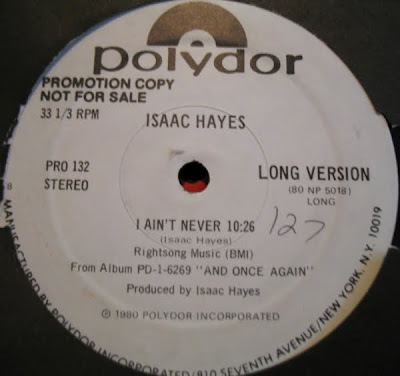 polydor
PROMOTION COPY
NOT FOR SALE
33 1/3 RPM
ISAAC HAYES
PRO 132
STEREO
LONG VERSION
(80 NP 5018)
LONG
I AIN'T NEVER 10:26
127
(Isaac Hayes)
Rightsong Music (BMI)
From Album PD-1-6269 "AND ONCE AGAIN"
Produced by Isaac Hayes
℗ 1980 POLYDOR INCORPORATED
MANUFACTURED BY POLYDOR INCORPORATED/810 SEVENTH AVENUE/NEW YORK, N.Y. 10019